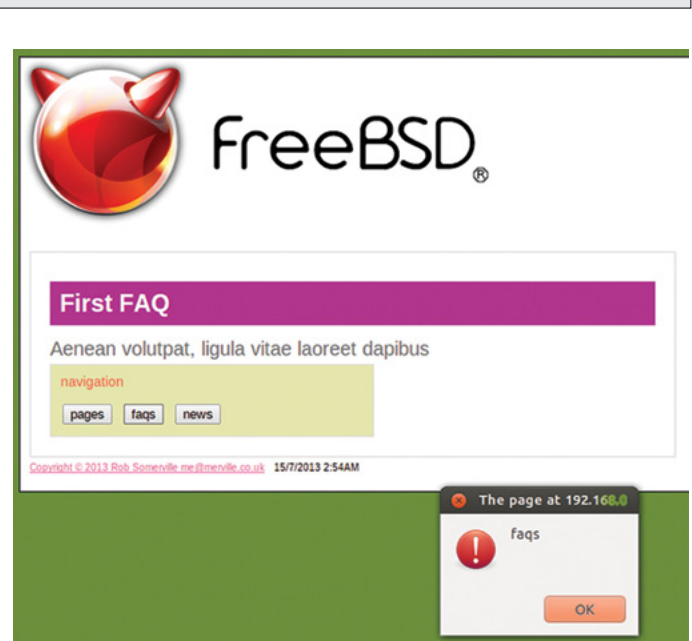 FreeBSD®
First FAQ
Aenean volutpat, ligula vitae laoreet dapibus
navigation
pages faqs news
Copyright © 2013 Rob Somerville me@merville.co.uk 15/7/2013 2:54AM
The page at 192.168.0
faqs
OK